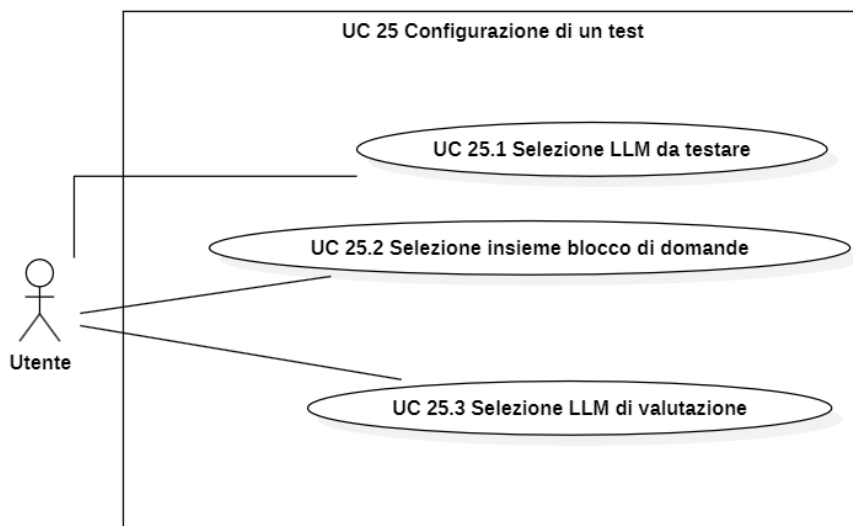 UC 25 Configurazione di un test
UC 25.1 Selezione LLM da testare
UC 25.2 Selezione insieme blocco di domande
Utente
UC 25.3 Selezione LLM di valutazione